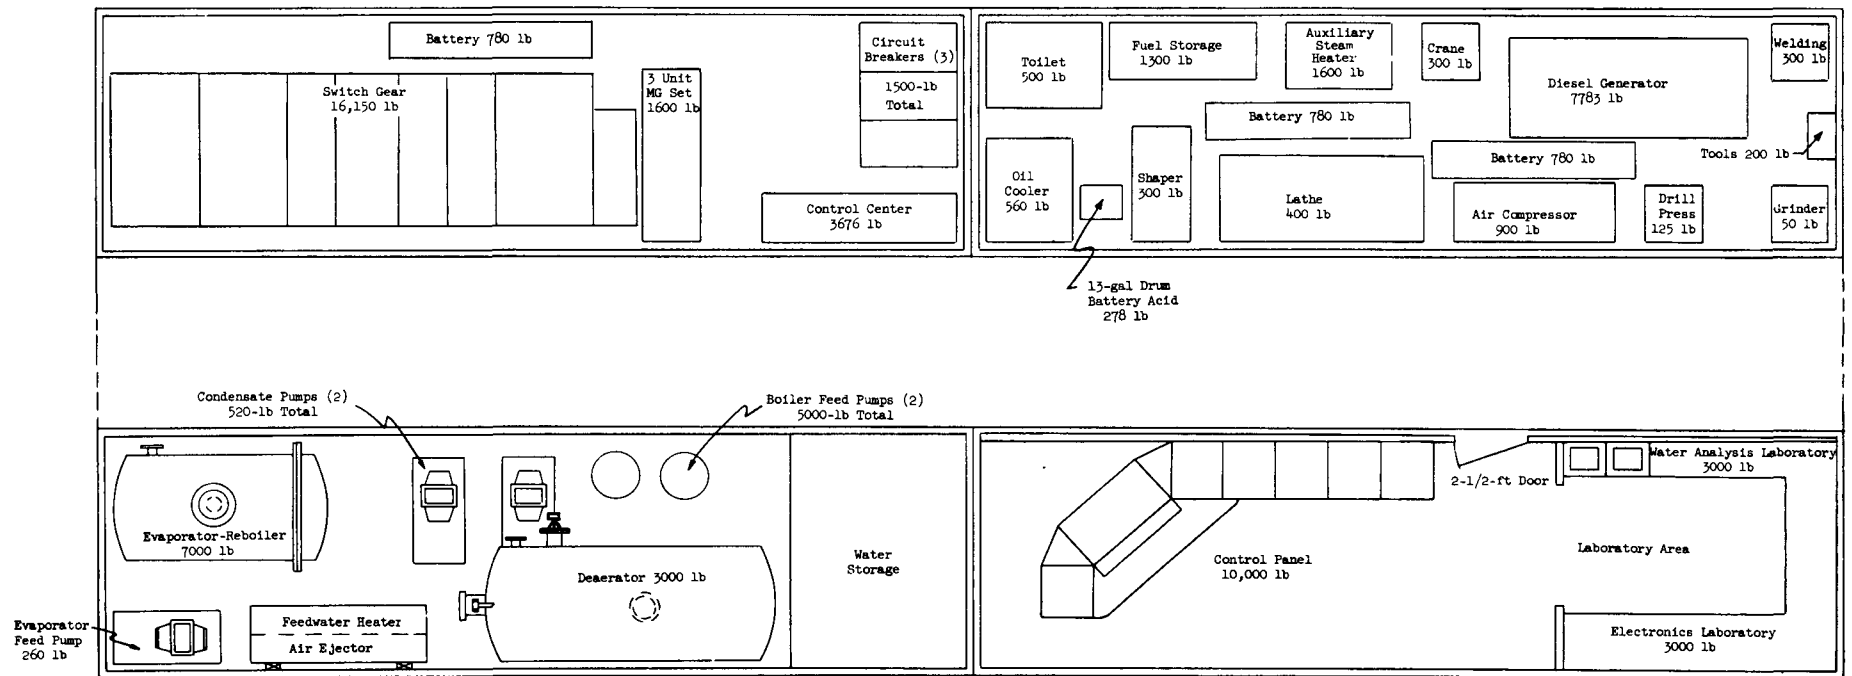 Battery 780 lb
Switch Gear
16,150 lb
3 Unit
MG Set
1600 lb
Circuit
Breakers (3)
1500-lb
Total
Control Center
3676 lb
Toilet
500 lb
Fuel Storage
1300 lb
Auxiliary
Steam
Heater
1600 lb
Crane
300 lb
Diesel Generator
7783 lb
Welding
300 lb
Battery 780 lb
Battery 780 lb
Tools 200 lb
Oil
Cooler
560 lb
Shaper
300 lb
Lathe
400 lb
Air Compressor
900 lb
Drill
Press
125 lb
Grinder
50 lb
13-gal Drum
Battery Acid
278 lb
Condensate Pumps (2)
520-lb Total
Boiler Feed Pumps (2)
5000-lb Total
Evaporator-Reboiler
7000 lb
Deaerator 3000 lb
Water
Storage
Evaporator
Feed Pump
260 lb
Feedwater Heater
Air Ejector
Control Panel
10,000 lb
2-1/2-ft Door
Water Analysis Laboratory
3000 lb
Laboratory Area
Electronics Laboratory
3000 lb